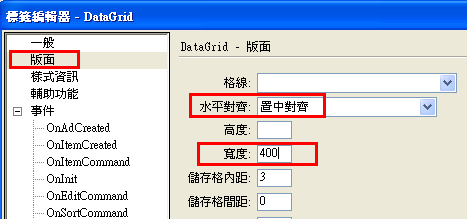 標籤編輯器 - DataGrid
一般
版面
樣式資訊
輔助功能
事件
OnAdCreated
OnItemCreated
OnItemCommand
OnInit
OnEditCommand
OnSortCommand
DataGrid - 版面
格線:
水平對齊: 置中對齊
高度:
寬度: 400
儲存格內距: 3
儲存格間距: 0